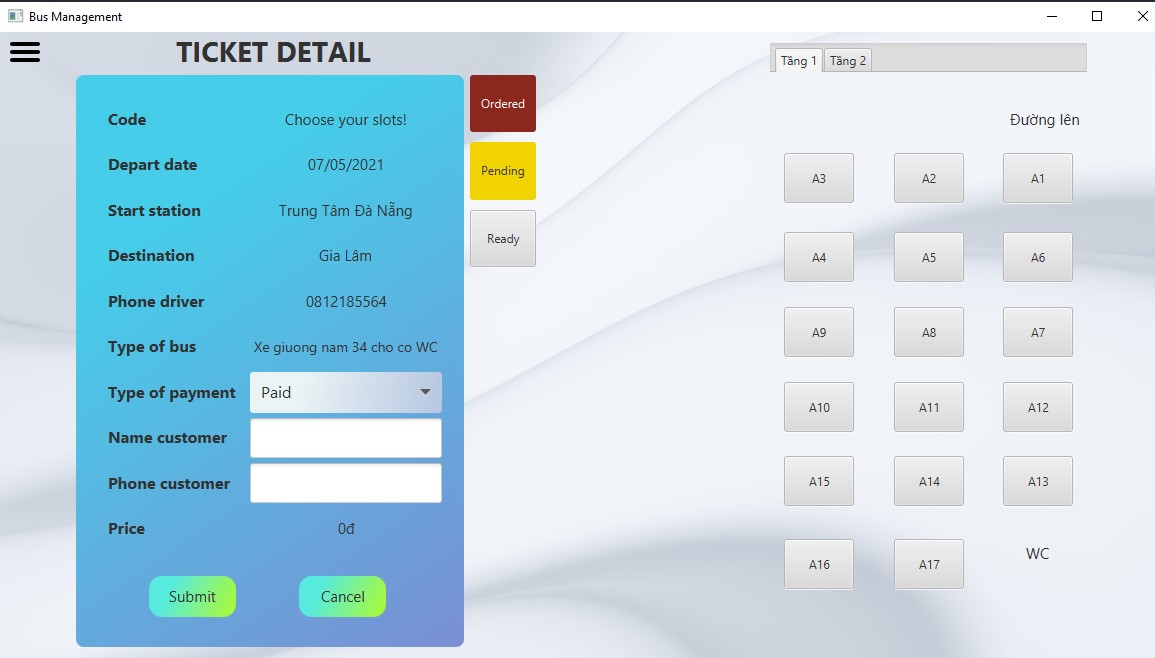 Bus Management
TICKET DETAIL
Code Choose your slots!
Depart date 07/05/2021
Start station Trung Tâm Đà Nẵng
Destination Gia Lâm
Phone driver 0812185564
Type of bus Xe giuong nam 34 cho co WC
Type of payment Paid
Name customer
Phone customer
Price 0đ
Submit Cancel
Ordered
Pending
Ready
Tầng 1 Tầng 2
Đường lên
A3 A2 A1
A4 A5 A6
A9 A8 A7
A10 A11 A12
A15 A14 A13
A16 A17 WC